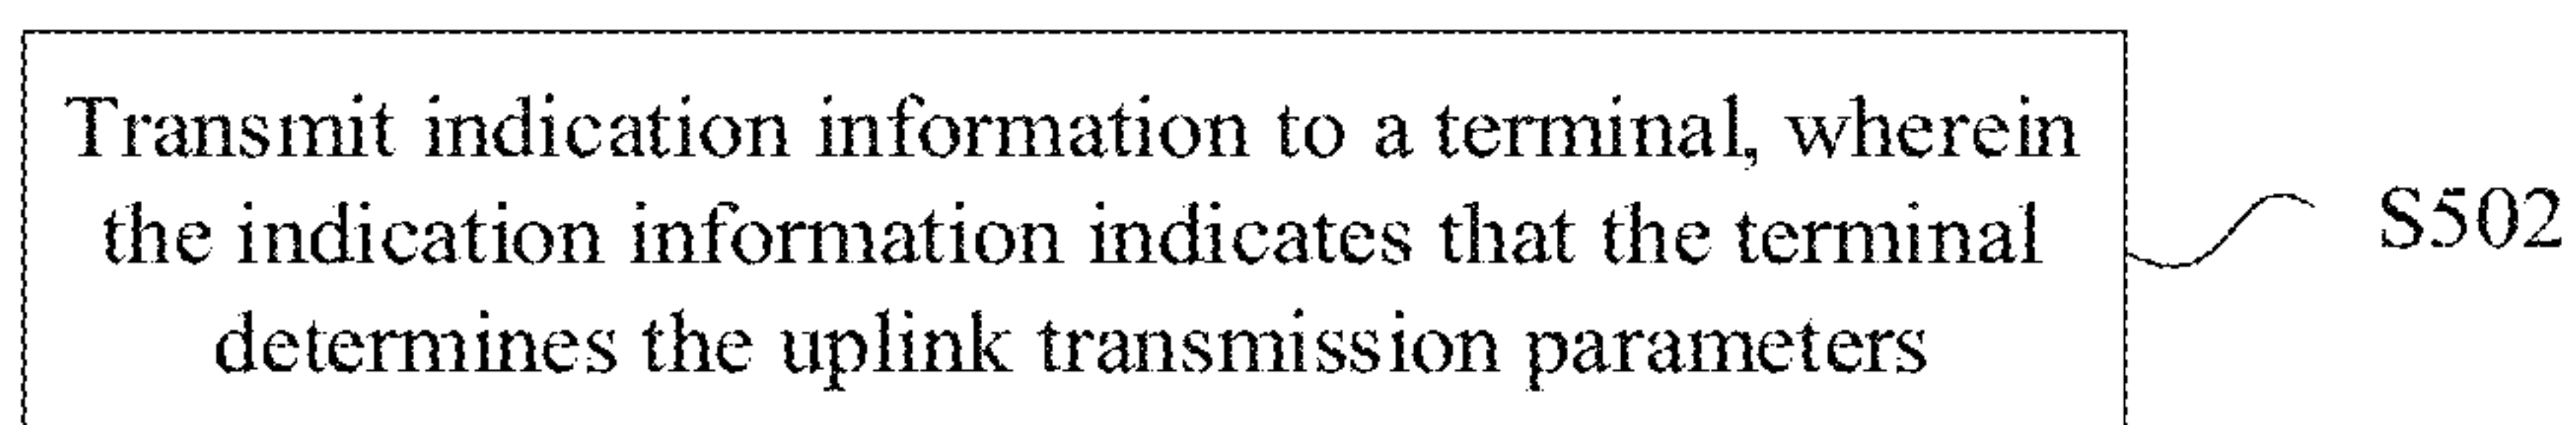 Transmit indication information to a terminal, wherein
the indication information indicates that the terminal
determines the uplink transmission parameters
S502